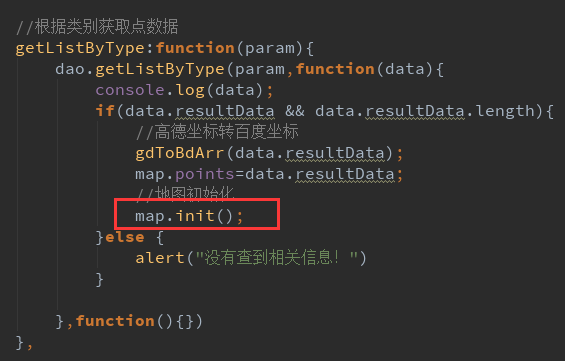 //根据类别获取点数据
getListByType:function(param){
dao.getListByType(param,function(data){
console.log(data);
if(data.resultData && data.resultData.length){
//高德坐标转百度坐标
gdToBdArr(data.resultData);
map.points=data.resultData;
//地图初始化
map.init();
}else {
alert("没有查到相关信息！")
}
},function(){})
},